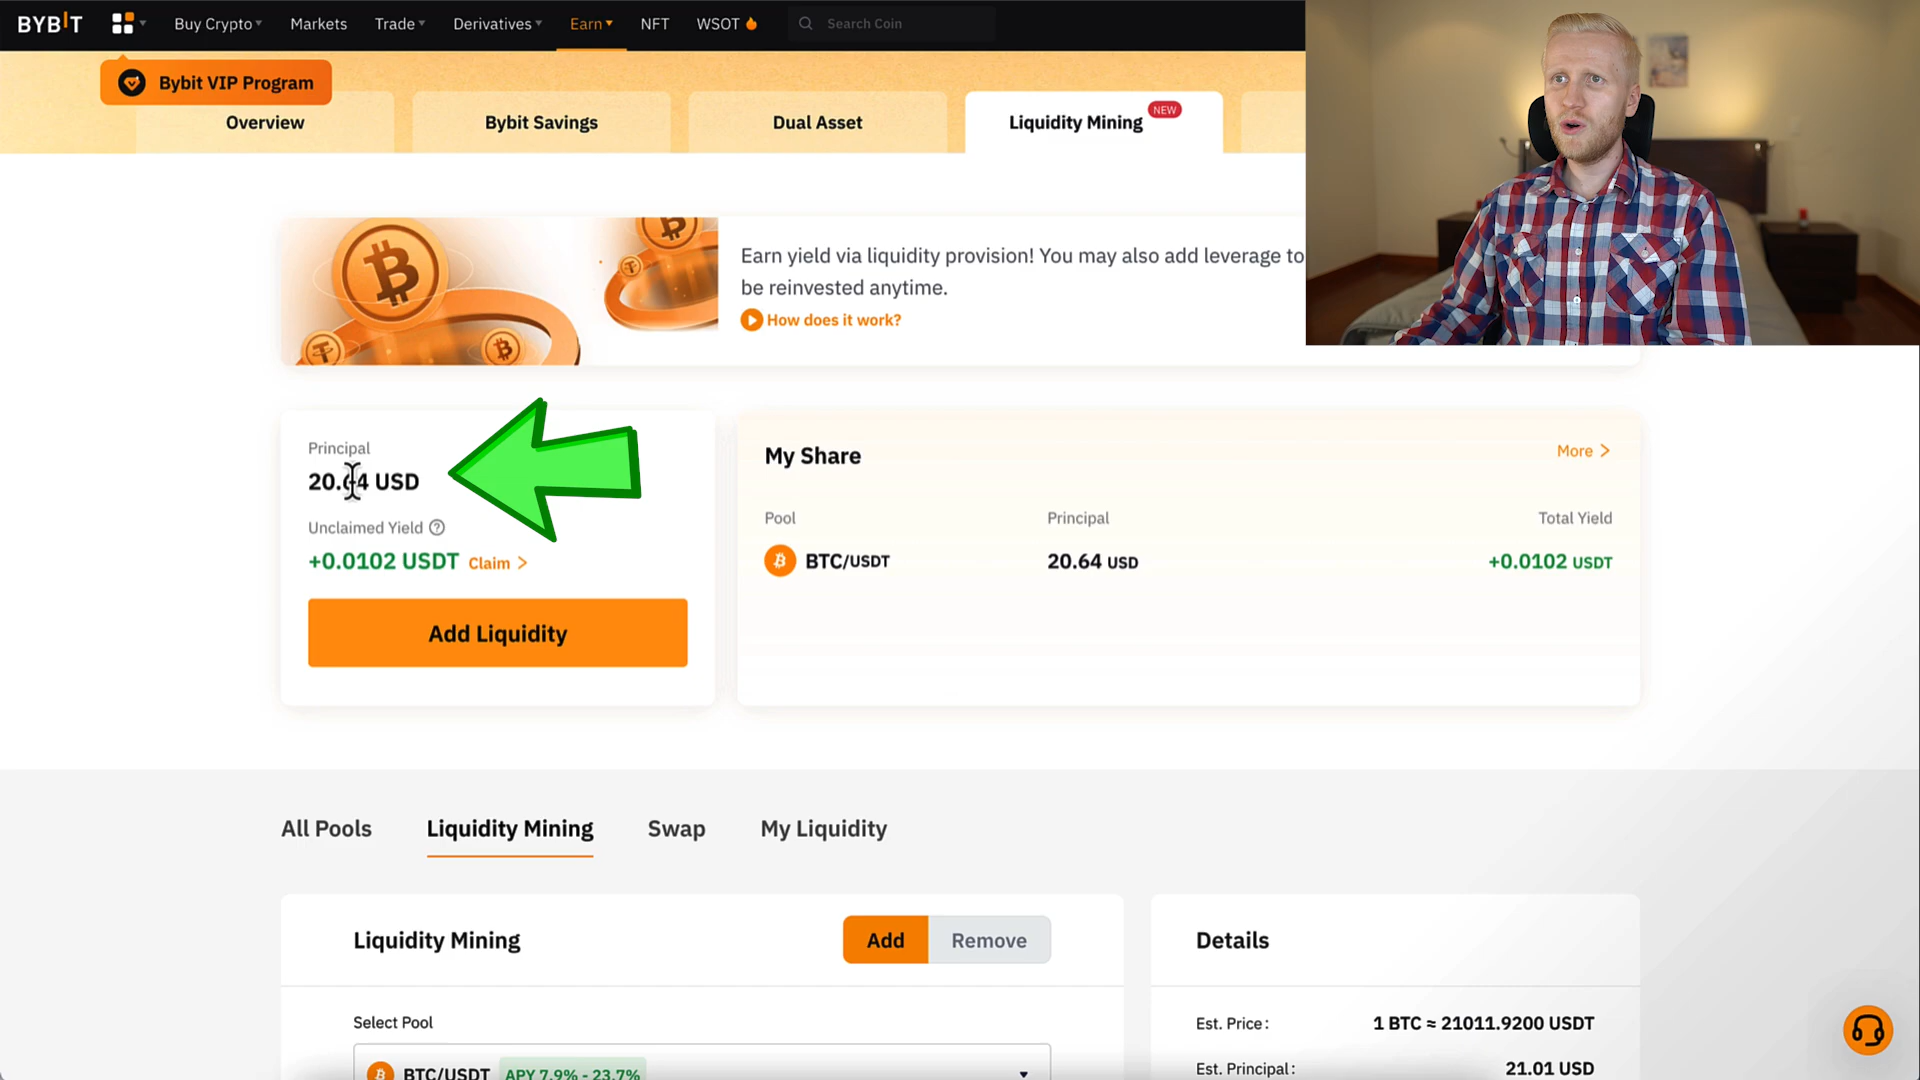 BYBIT Buy Crypto Markets Trade Derivatives Earn NFT WSOT Search Coin
Bybit VIP Program
Overview Bybit Savings Dual Asset Liquidity Mining NEW
Earn yield via liquidity provision! You may also add leverage to
be reinvested anytime.
How does it work?
Principal
20.64 USD
Unclaimed Yield ?
+0.0102 USDT Claim >
Add Liquidity
My Share More >
Pool Principal Total Yield
BTC/USDT 20.64 USD +0.0102 USDT
All Pools Liquidity Mining Swap My Liquidity
Liquidity Mining Add Remove
Select Pool
BTC/USDT APY 7.9% - 23.7%
Details
Est. Price: 1 BTC ≈ 21011.9200 USDT
Est. Principal: 21.01 USD